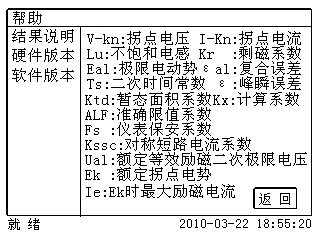 帮助
结果说明
硬件版本
软件版本
V-kn:拐点电压 I-Kn:拐点电流
Lu:不饱和电感 Kr :剩磁系数
Eal:极限电动势 εal:复合误差
Ts:二次时间常数 ε:峰瞬误差
Ktd:暂态面积系数Kx:计算系数
ALF:准确限值系数
Fs :仪表保安系数
Kssc:对称短路电流系数
Ual:额定等效励磁二次极限电压
Ek :额定拐点电势
Ie:Ek时最大励磁电流
返 回
就 绪 2010-03-22 18:55:20